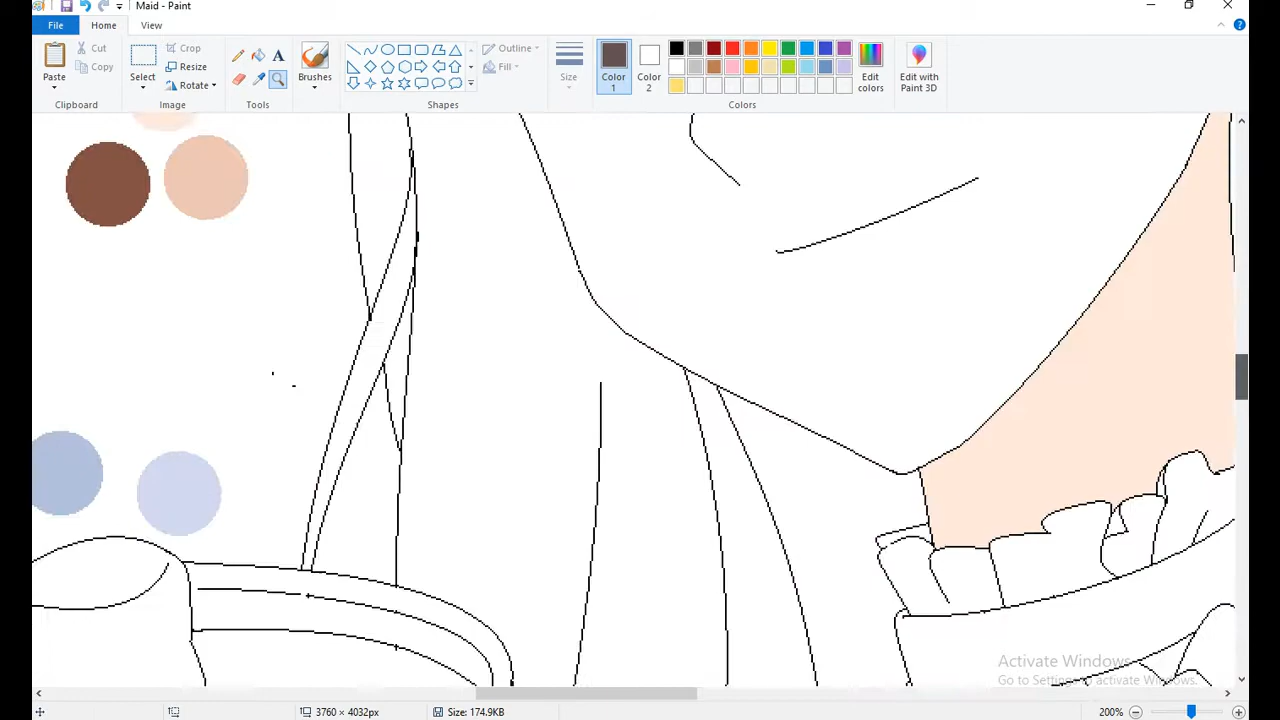 Maid - Paint
File Home View
Paste Cut Copy
Clipboard
Select Crop Resize Rotate
Image
A
Tools
Brushes
Outline Fill
Shapes
Size
Color 1
Color 2
Edit colors
Colors
Edit with Paint 3D
Activate Windows
Go to Settings to activate Windows.
3760 × 4032px Size: 174.9KB 200%